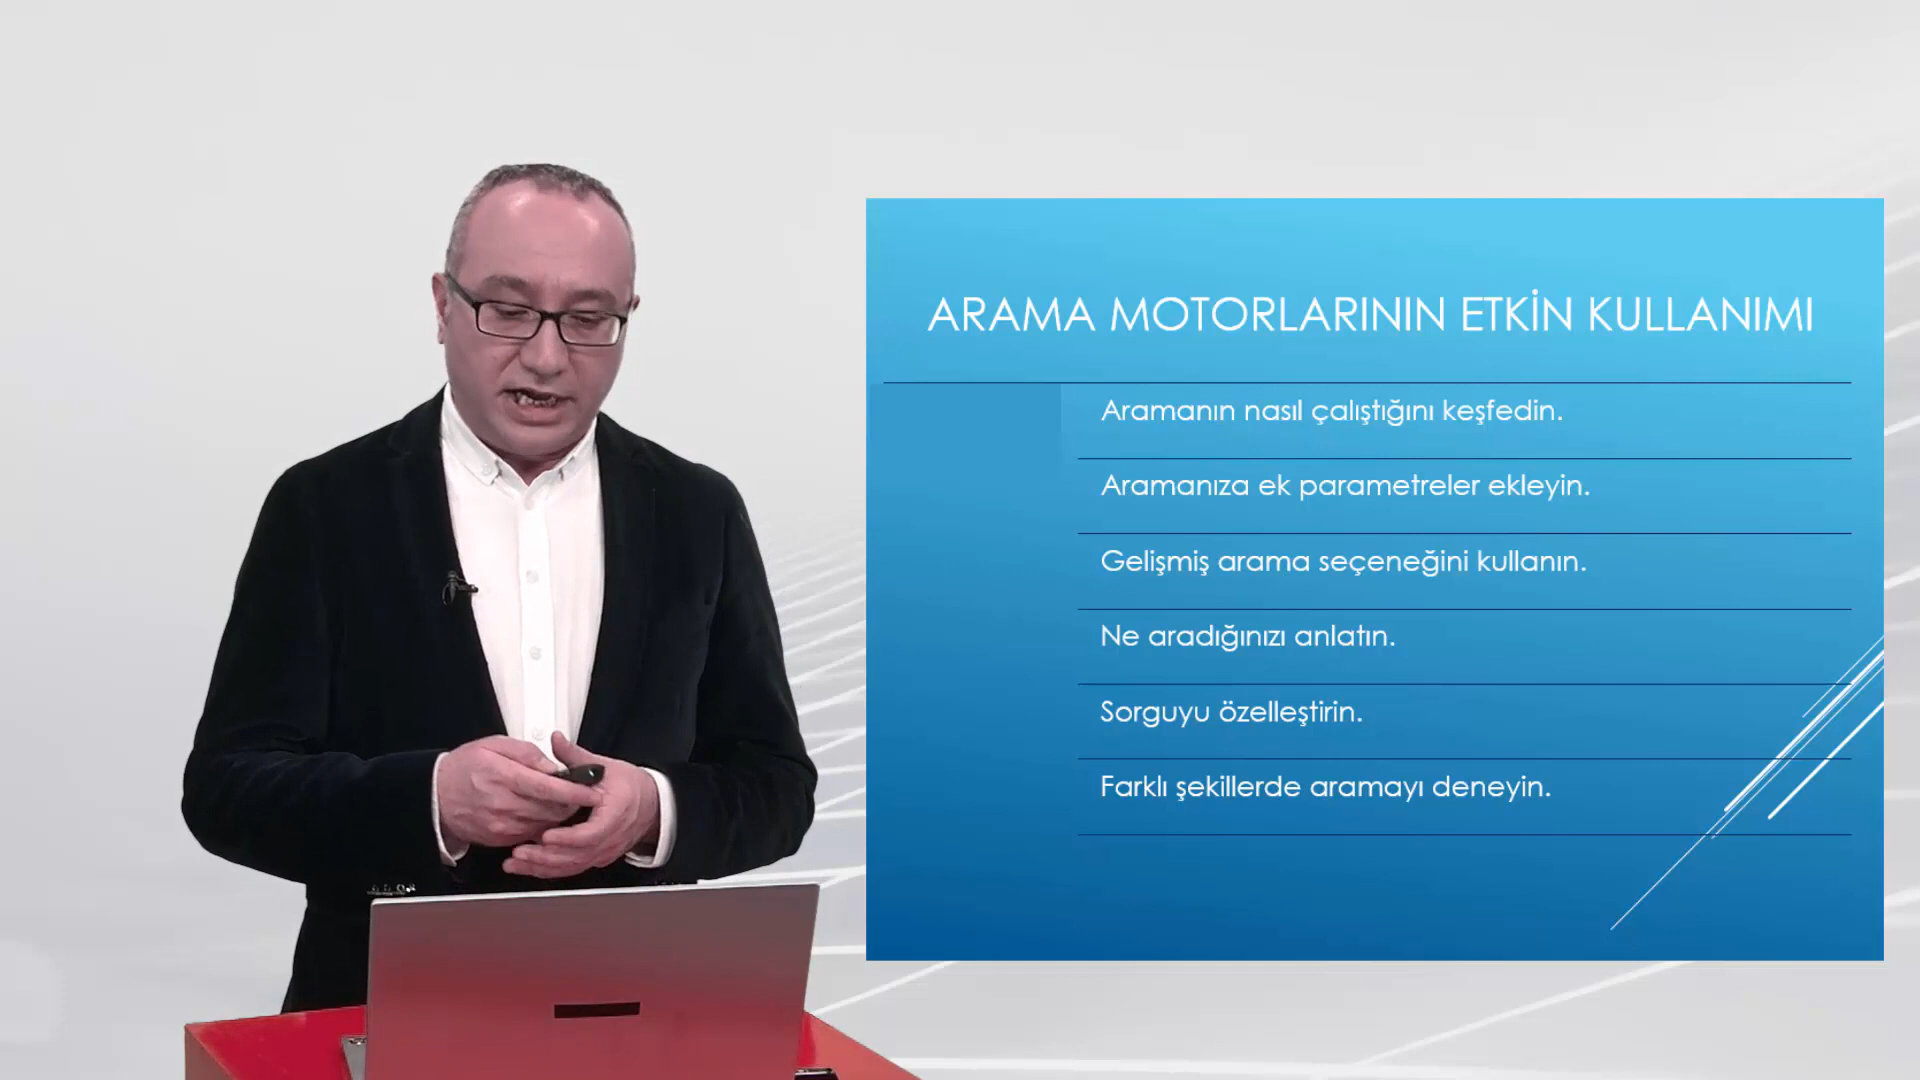 ARAMA MOTORLARININ ETKİN KULLANIMI
Aramanın nasıl çalıştığını keşfedin.
Aramanıza ek parametreler ekleyin.
Gelişmiş arama seçeneğini kullanın.
Ne aradığınızı anlatın.
Sorguyu özelleştirin.
Farklı şekillerde aramayı deneyin.